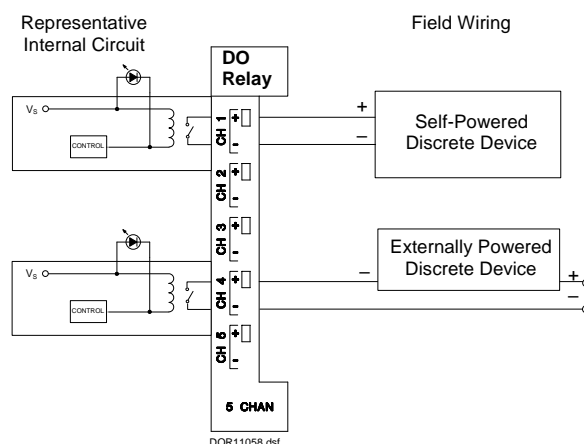 Representative
Internal Circuit
Field Wiring
DO
Relay
VS
CONTROL
CH 1
+
-
+
–
Self-Powered
Discrete Device
CH 2
+
-
CH 3
+
-
VS
CONTROL
CH 4
+
-
–
Externally Powered
Discrete Device
+
–
CH 5
+
-
5 CHAN
DOR11058.dsf